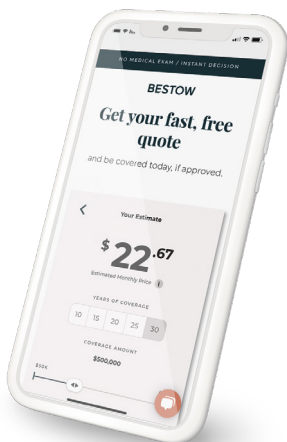 NO MEDICAL EXAM / INSTANT DECISION
BESTOW
Get your fast, free
quote
and be covered today, if approved.
Your Estimate
$22.67
Estimated Monthly Price i
YEARS OF COVERAGE
10 15 20 25 30
COVERAGE AMOUNT
$500,000
$50K